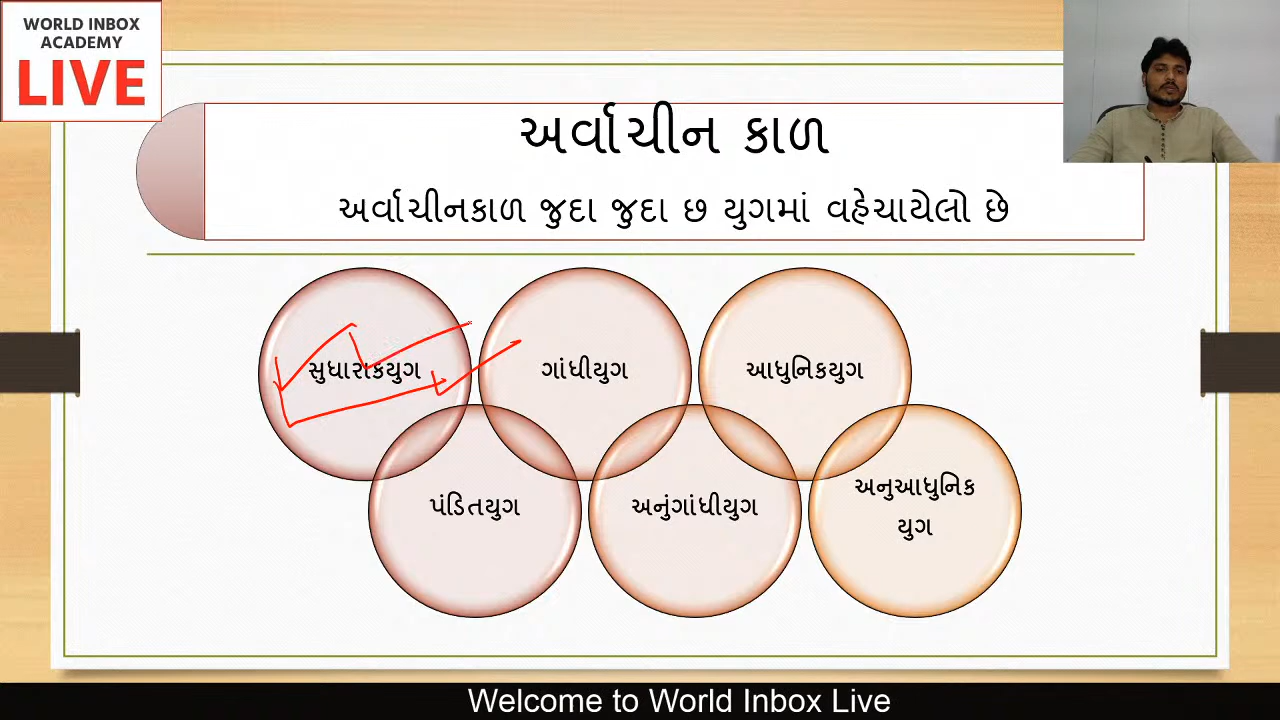 WORLD INBOX
ACADEMY
LIVE
અર્વાચીન કાળ
અર્વાચીનકાળ જુદા જુદા છ યુગમાં વહેચાયેલો છે
સુધારાકયુગ
ગાંધીયુગ
આધુનિકયુગ
પંડિતયુગ
અનુંગાંધીયુગ
અનુઆધુનિક
યુગ
Welcome to World Inbox Live